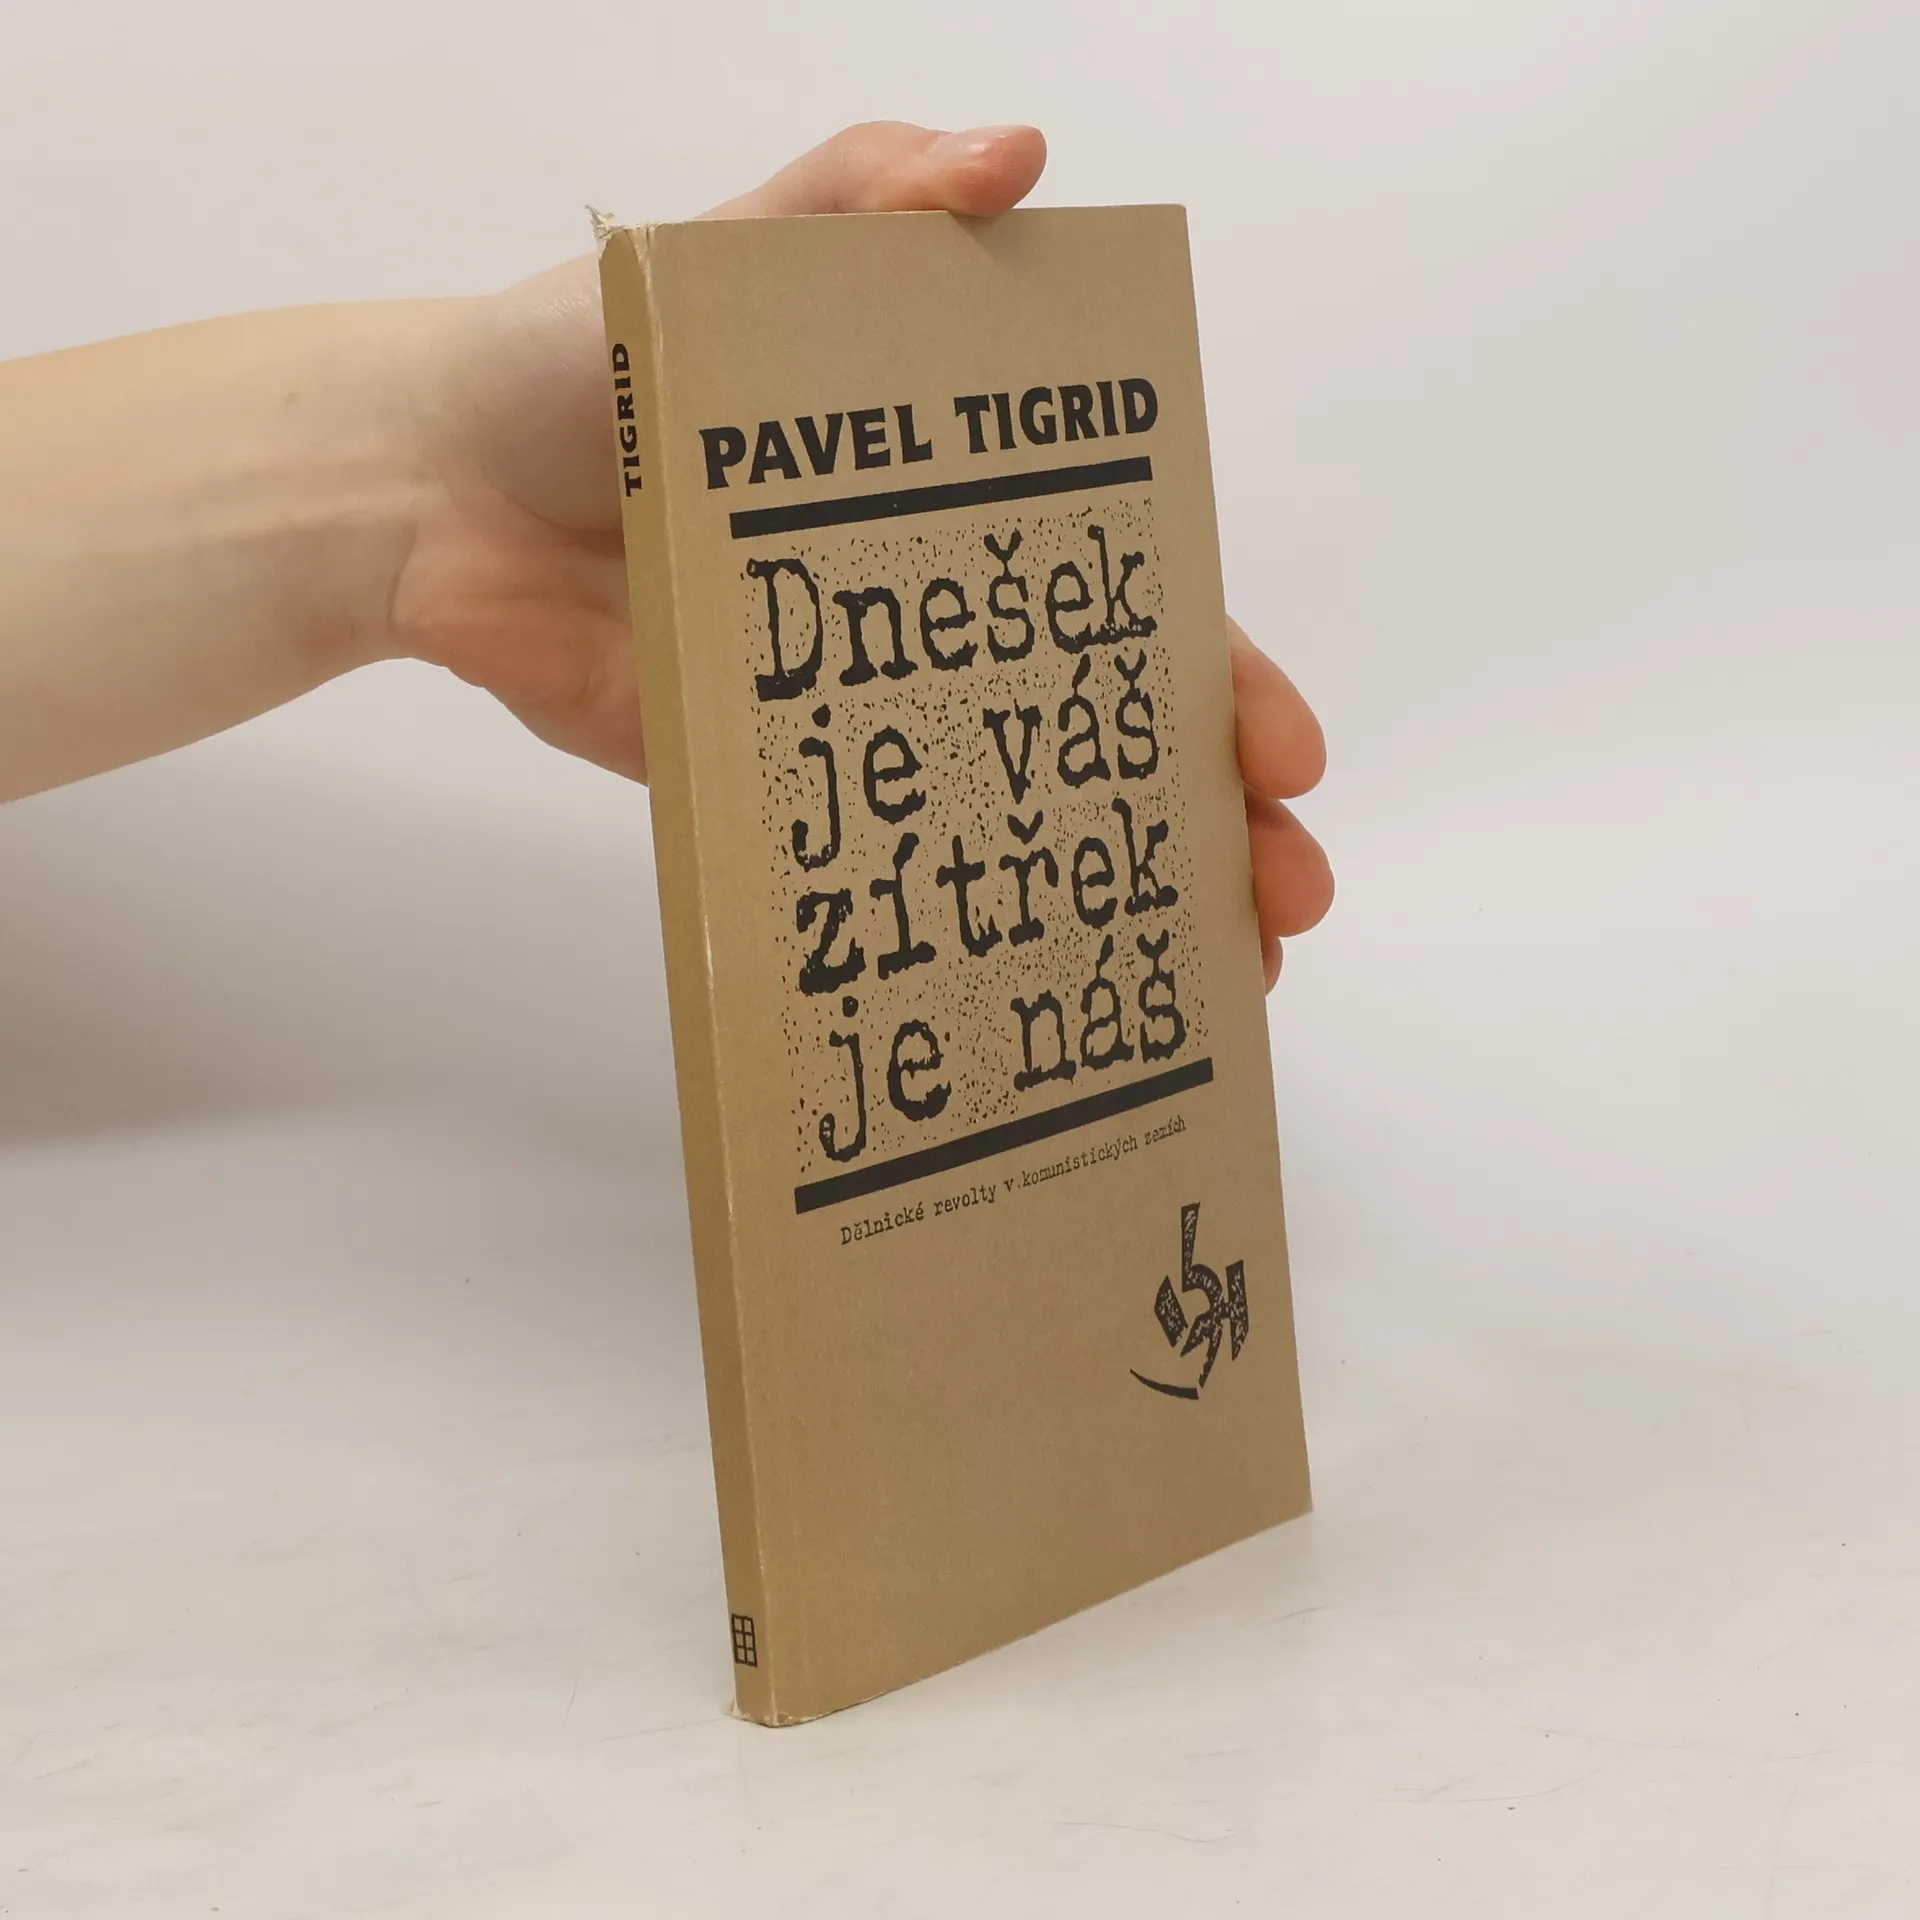 TIGRID
PAVEL TIGRID
Dnešek
je váš
zítřek
je náš
Dělnické revolty v komunistických zemích